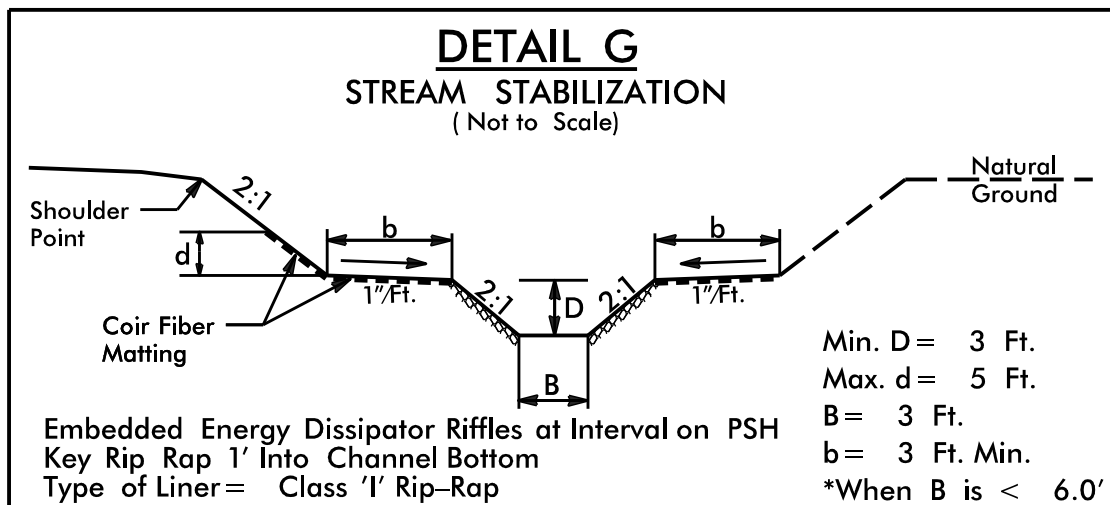 DETAIL G
STREAM STABILIZATION
( Not to Scale)
Natural
Ground
Shoulder
Point
2:1
b
b
d
1"/Ft.
2:1
D
2:1
1"/Ft.
Coir Fiber
Matting
B
Min. D = 3 Ft.
Max. d = 5 Ft.
B = 3 Ft.
b = 3 Ft. Min.
*When B is < 6.0'
Embedded Energy Dissipator Riffles at Interval on PSH
Key Rip Rap 1' Into Channel Bottom
Type of Liner = Class 'I' Rip-Rap